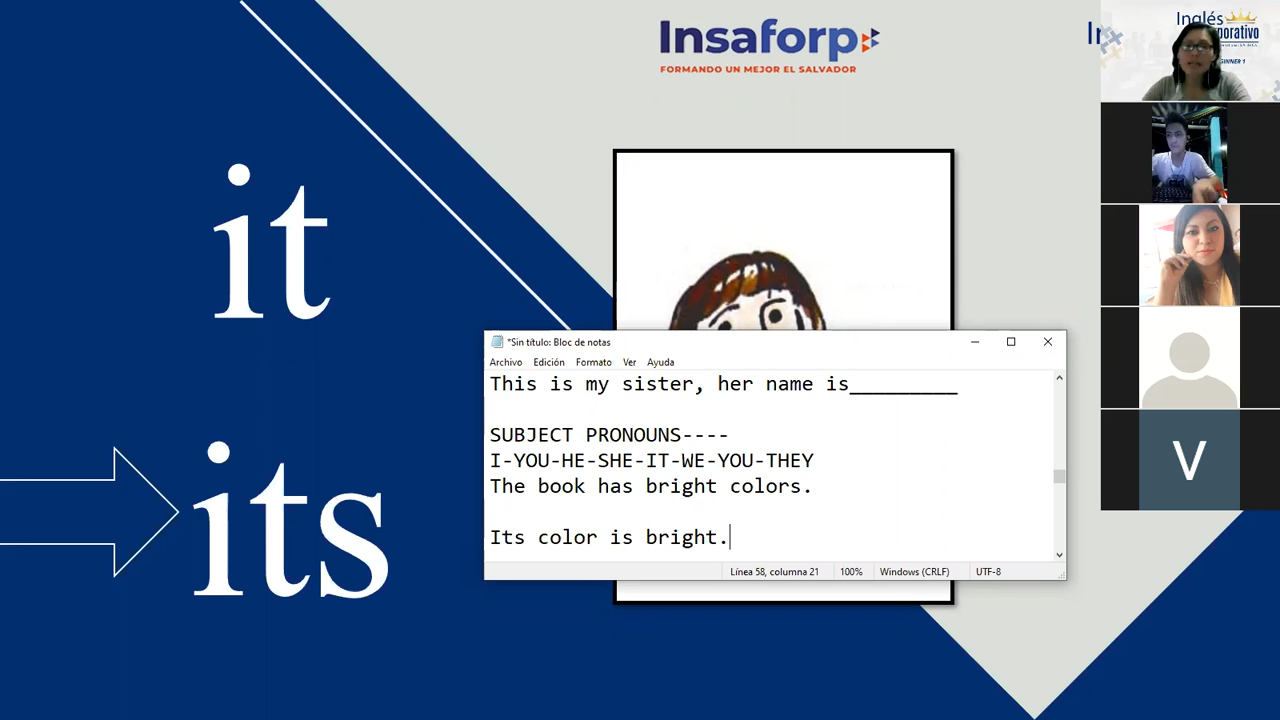 Insaforp
FORMANDO UN MEJOR EL SALVADOR
Inglés
it
its
*Sin título: Bloc de notas
Archivo Edición Formato Ver Ayuda
This is my sister, her name is_________
SUBJECT PRONOUNS----
I-YOU-HE-SHE-IT-WE-YOU-THEY
The book has bright colors.
Its color is bright.
Línea 58, columna 21 100% Windows (CRLF) UTF-8
V